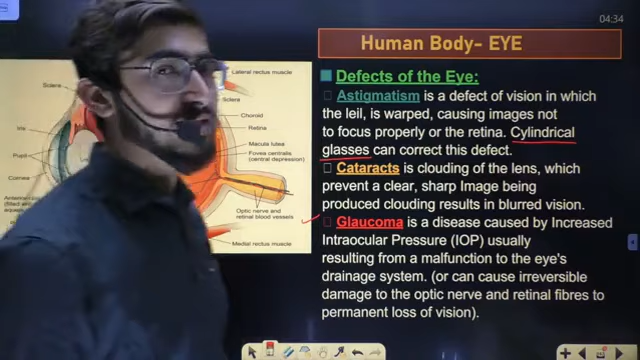 04:34
Human Body- EYE
Defects of the Eye:
Astigmatism is a defect of vision in which
the leil, is warped, causing images not
to focus properly or the retina. Cylindrical
glasses can correct this defect.
Cataracts is clouding of the lens, which
prevent a clear, sharp Image being
produced clouding results in blurred vision.
Glaucoma is a disease caused by Increased
Intraocular Pressure (IOP) usually
resulting from a malfunction to the eye's
drainage system. (or can cause irreversible
damage to the optic nerve and retinal fibres to
permanent loss of vision).
Sclera
Iris
Pupil
Cornea
Lateral rectus muscle
Sclera
Choroid
Retina
Macula lutea
Fovea centralis
(central depression)
Optic nerve and
retinal blood vessels
Medial rectus muscle